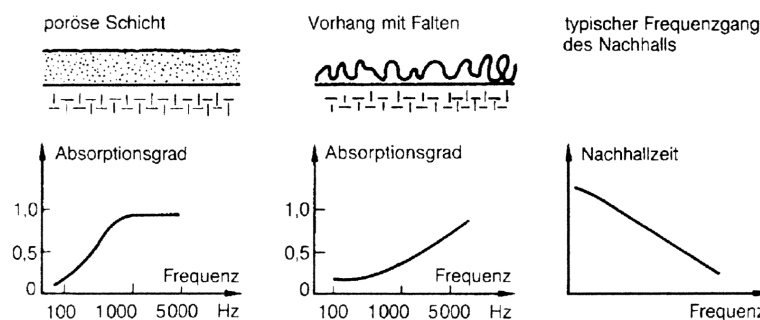 poröse Schicht
Vorhang mit Falten
typischer Frequenzgang
des Nachhalls
Absorptionsgrad
1,0
0,5
0
Frequenz
100 1000 5000 Hz
Absorptionsgrad
1,0
0,5
0
Frequenz
100 1000 5000 Hz
Nachhallzeit
Frequenz